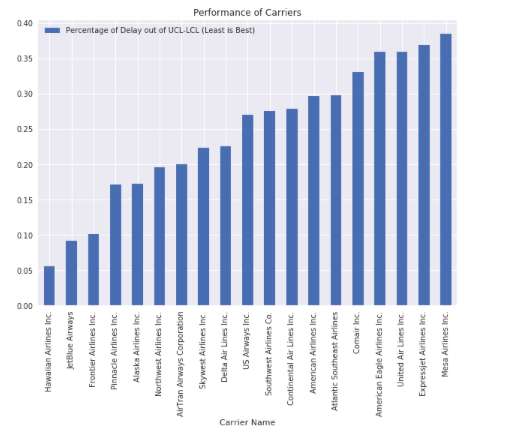 Performance of Carriers
Percentage of Delay out of UCL-LCL (Least is Best)
0.40
0.35
0.30
0.25
0.20
0.15
0.10
0.05
0.00
Hawaiian Airlines Inc.
JetBlue Airways
Frontier Airlines Inc.
Pinnacle Airlines Inc.
Alaska Airlines Inc.
Northwest Airlines Inc.
AirTran Airways Corporation
Skywest Airlines Inc.
Delta Air Lines Inc.
US Airways Inc.
Southwest Airlines Co.
Continental Air Lines Inc.
American Airlines Inc.
Atlantic Southeast Airlines
Comair Inc.
American Eagle Airlines Inc.
United Air Lines Inc.
Expressjet Airlines Inc.
Mesa Airlines Inc.
Carrier Name